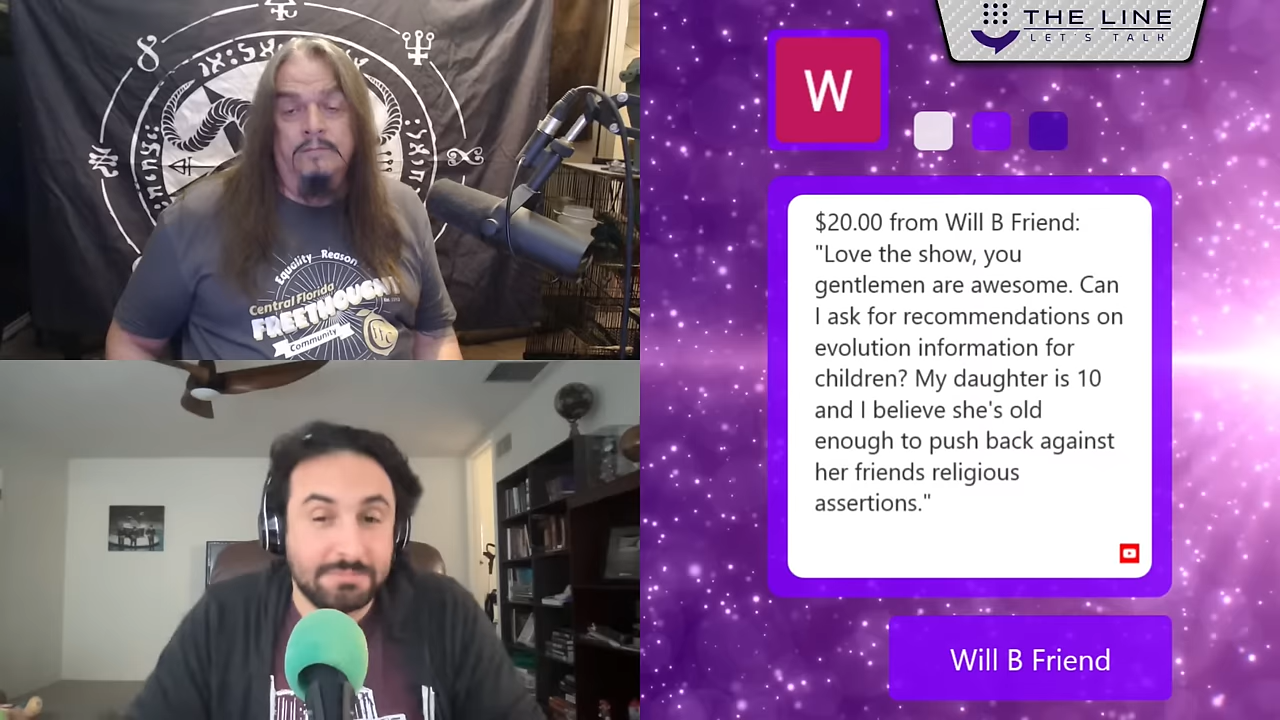 THE LINE
LET'S TALK
W
$20.00 from Will B Friend:
"Love the show, you
gentlemen are awesome. Can
I ask for recommendations on
evolution information for
children? My daughter is 10
and I believe she's old
enough to push back against
her friends religious
assertions."
Will B Friend
Equality Reason
Central Florida
FREETHOUGHT
Community